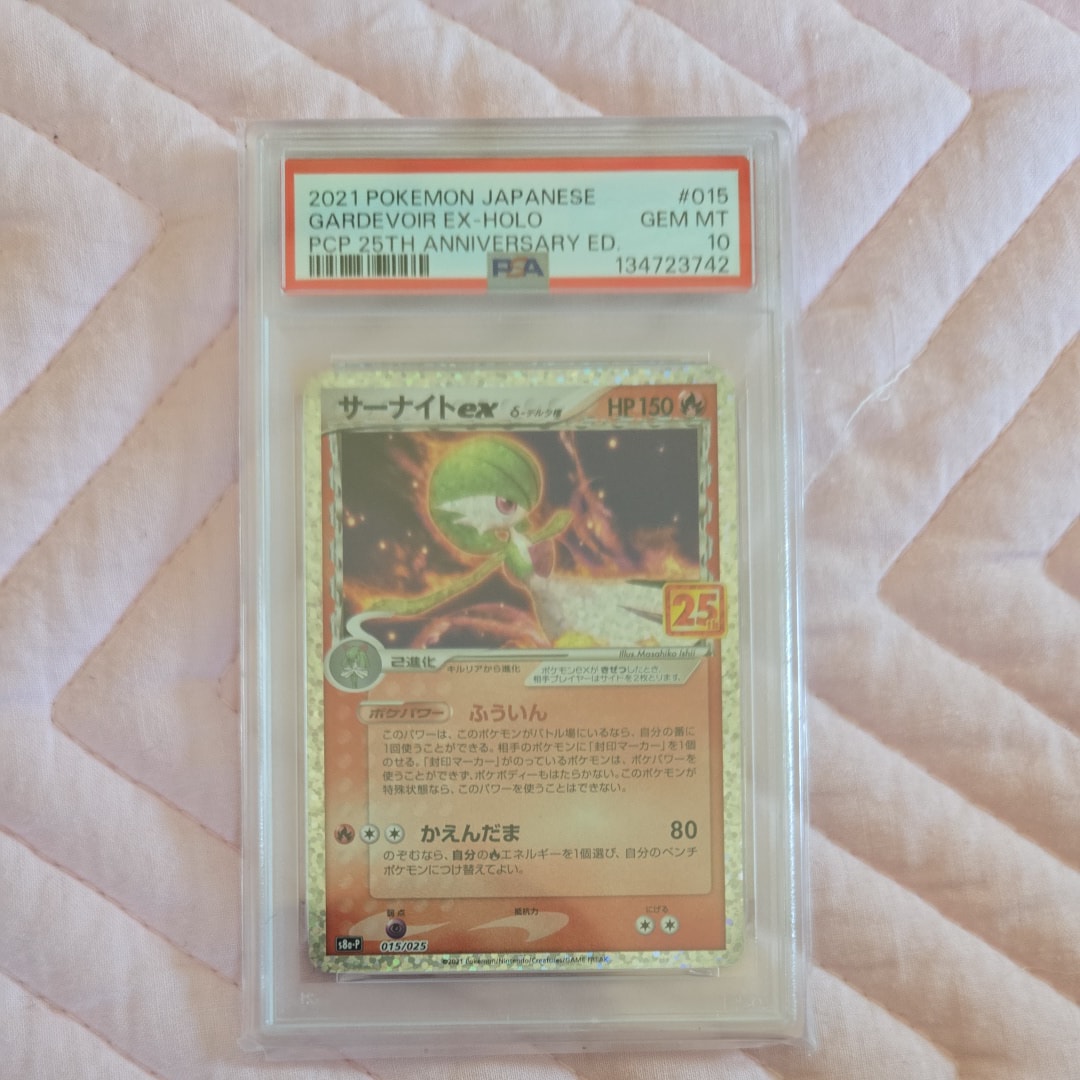 2021 POKEMON JAPANESE #015
GARDEVOIR EX-HOLO GEM MT
PCP 25TH ANNIVERSARY ED. 10
PSA 134723742
サーナイトex δ-デルタ種 HP150
25th
Illus. Masahiko Ishii
2進化 キルリアから進化
ポケモンexが きぜつしたとき、
相手プレイヤーはサイドを2枚とります。
ポケパワー ふういん
このパワーは、このポケモンがバトル場にいるなら、自分の番に
1回使うことができる。相手のポケモンに「封印マーカー」を1個
のせる。「封印マーカー」がのっているポケモンは、ポケパワーを
使うことができず、ポケボディーもはたらかない。このポケモンが
特殊状態なら、このパワーを使うことはできない。
かえんだま 80
のぞむなら、自分のエネルギーを1個選び、自分のベンチ
ポケモンにつけ替えてよい。
弱点 抵抗力 にげる
s8a-P 015/025
©2021 Pokémon/Nintendo/Creatures/GAME FREAK.